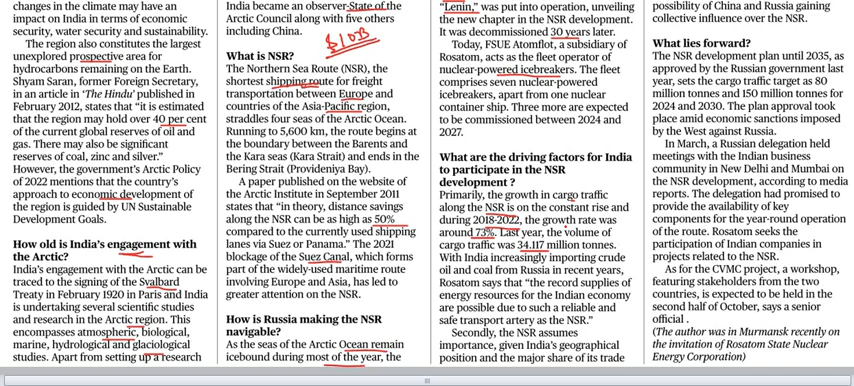 changes in the climate may have an
impact on India in terms of economic
security, water security and sustainability.
The region also constitutes the largest
unexplored prospective area for
hydrocarbons remaining on the Earth.
Shyam Saran, former Foreign Secretary,
in an article in ‘The Hindu’ published in
February 2012, states that “it is estimated
that the region may hold over 40 per cent
of the current global reserves of oil and
gas. There may also be significant
reserves of coal, zinc and silver.”
However, the government’s Arctic Policy
of 2022 mentions that the country’s
approach to economic development of
the region is guided by UN Sustainable
Development Goals.
How old is India’s engagement with
the Arctic?
India’s engagement with the Arctic can be
traced to the signing of the Svalbard
Treaty in February 1920 in Paris and India
is undertaking several scientific studies
and research in the Arctic region. This
encompasses atmospheric, biological,
marine, hydrological and glaciological
studies. Apart from setting up a research
India became an observer-State of the
Arctic Council along with five others
including China.
What is NSR?
The Northern Sea Route (NSR), the
shortest shipping route for freight
transportation between Europe and
countries of the Asia-Pacific region,
straddles four seas of the Arctic Ocean.
Running to 5,600 km, the route begins at
the boundary between the Barents and
the Kara seas (Kara Strait) and ends in the
Bering Strait (Provideniya Bay).
A paper published on the website of
the Arctic Institute in September 2011
states that “in theory, distance savings
along the NSR can be as high as 50%
compared to the currently used shipping
lanes via Suez or Panama.” The 2021
blockage of the Suez Canal, which forms
part of the widely-used maritime route
involving Europe and Asia, has led to
greater attention on the NSR.
How is Russia making the NSR
navigable?
As the seas of the Arctic Ocean remain
icebound during most of the year, the
“Lenin,” was put into operation, unveiling
the new chapter in the NSR development.
It was decommissioned 30 years later.
Today, FSUE Atomflot, a subsidiary of
Rosatom, acts as the fleet operator of
nuclear-powered icebreakers. The fleet
comprises seven nuclear-powered
icebreakers, apart from one nuclear
container ship. Three more are expected
to be commissioned between 2024 and
2027.
What are the driving factors for India
to participate in the NSR
development ?
Primarily, the growth in cargo traffic
along the NSR is on the constant rise and
during 2018-2022, the growth rate was
around 73%. Last year, the volume of
cargo traffic was 34.117 million tonnes.
With India increasingly importing crude
oil and coal from Russia in recent years,
Rosatom says that “the record supplies of
energy resources for the Indian economy
are possible due to such a reliable and
safe transport artery as the NSR.”
Secondly, the NSR assumes
importance, given India’s geographical
position and the major share of its trade
possibility of China and Russia gaining
collective influence over the NSR.
What lies forward?
The NSR development plan until 2035, as
approved by the Russian government last
year, sets the cargo traffic target as 80
million tonnes and 150 million tonnes for
2024 and 2030. The plan approval took
place amid economic sanctions imposed
by the West against Russia.
In March, a Russian delegation held
meetings with the Indian business
community in New Delhi and Mumbai on
the NSR development, according to media
reports. The delegation had promised to
provide the availability of key
components for the year-round operation
of the route. Rosatom seeks the
participation of Indian companies in
projects related to the NSR.
As for the CVMC project, a workshop,
featuring stakeholders from the two
countries, is expected to be held in the
second half of October, says a senior
official .
(The author was in Murmansk recently on
the invitation of Rosatom State Nuclear
Energy Corporation)